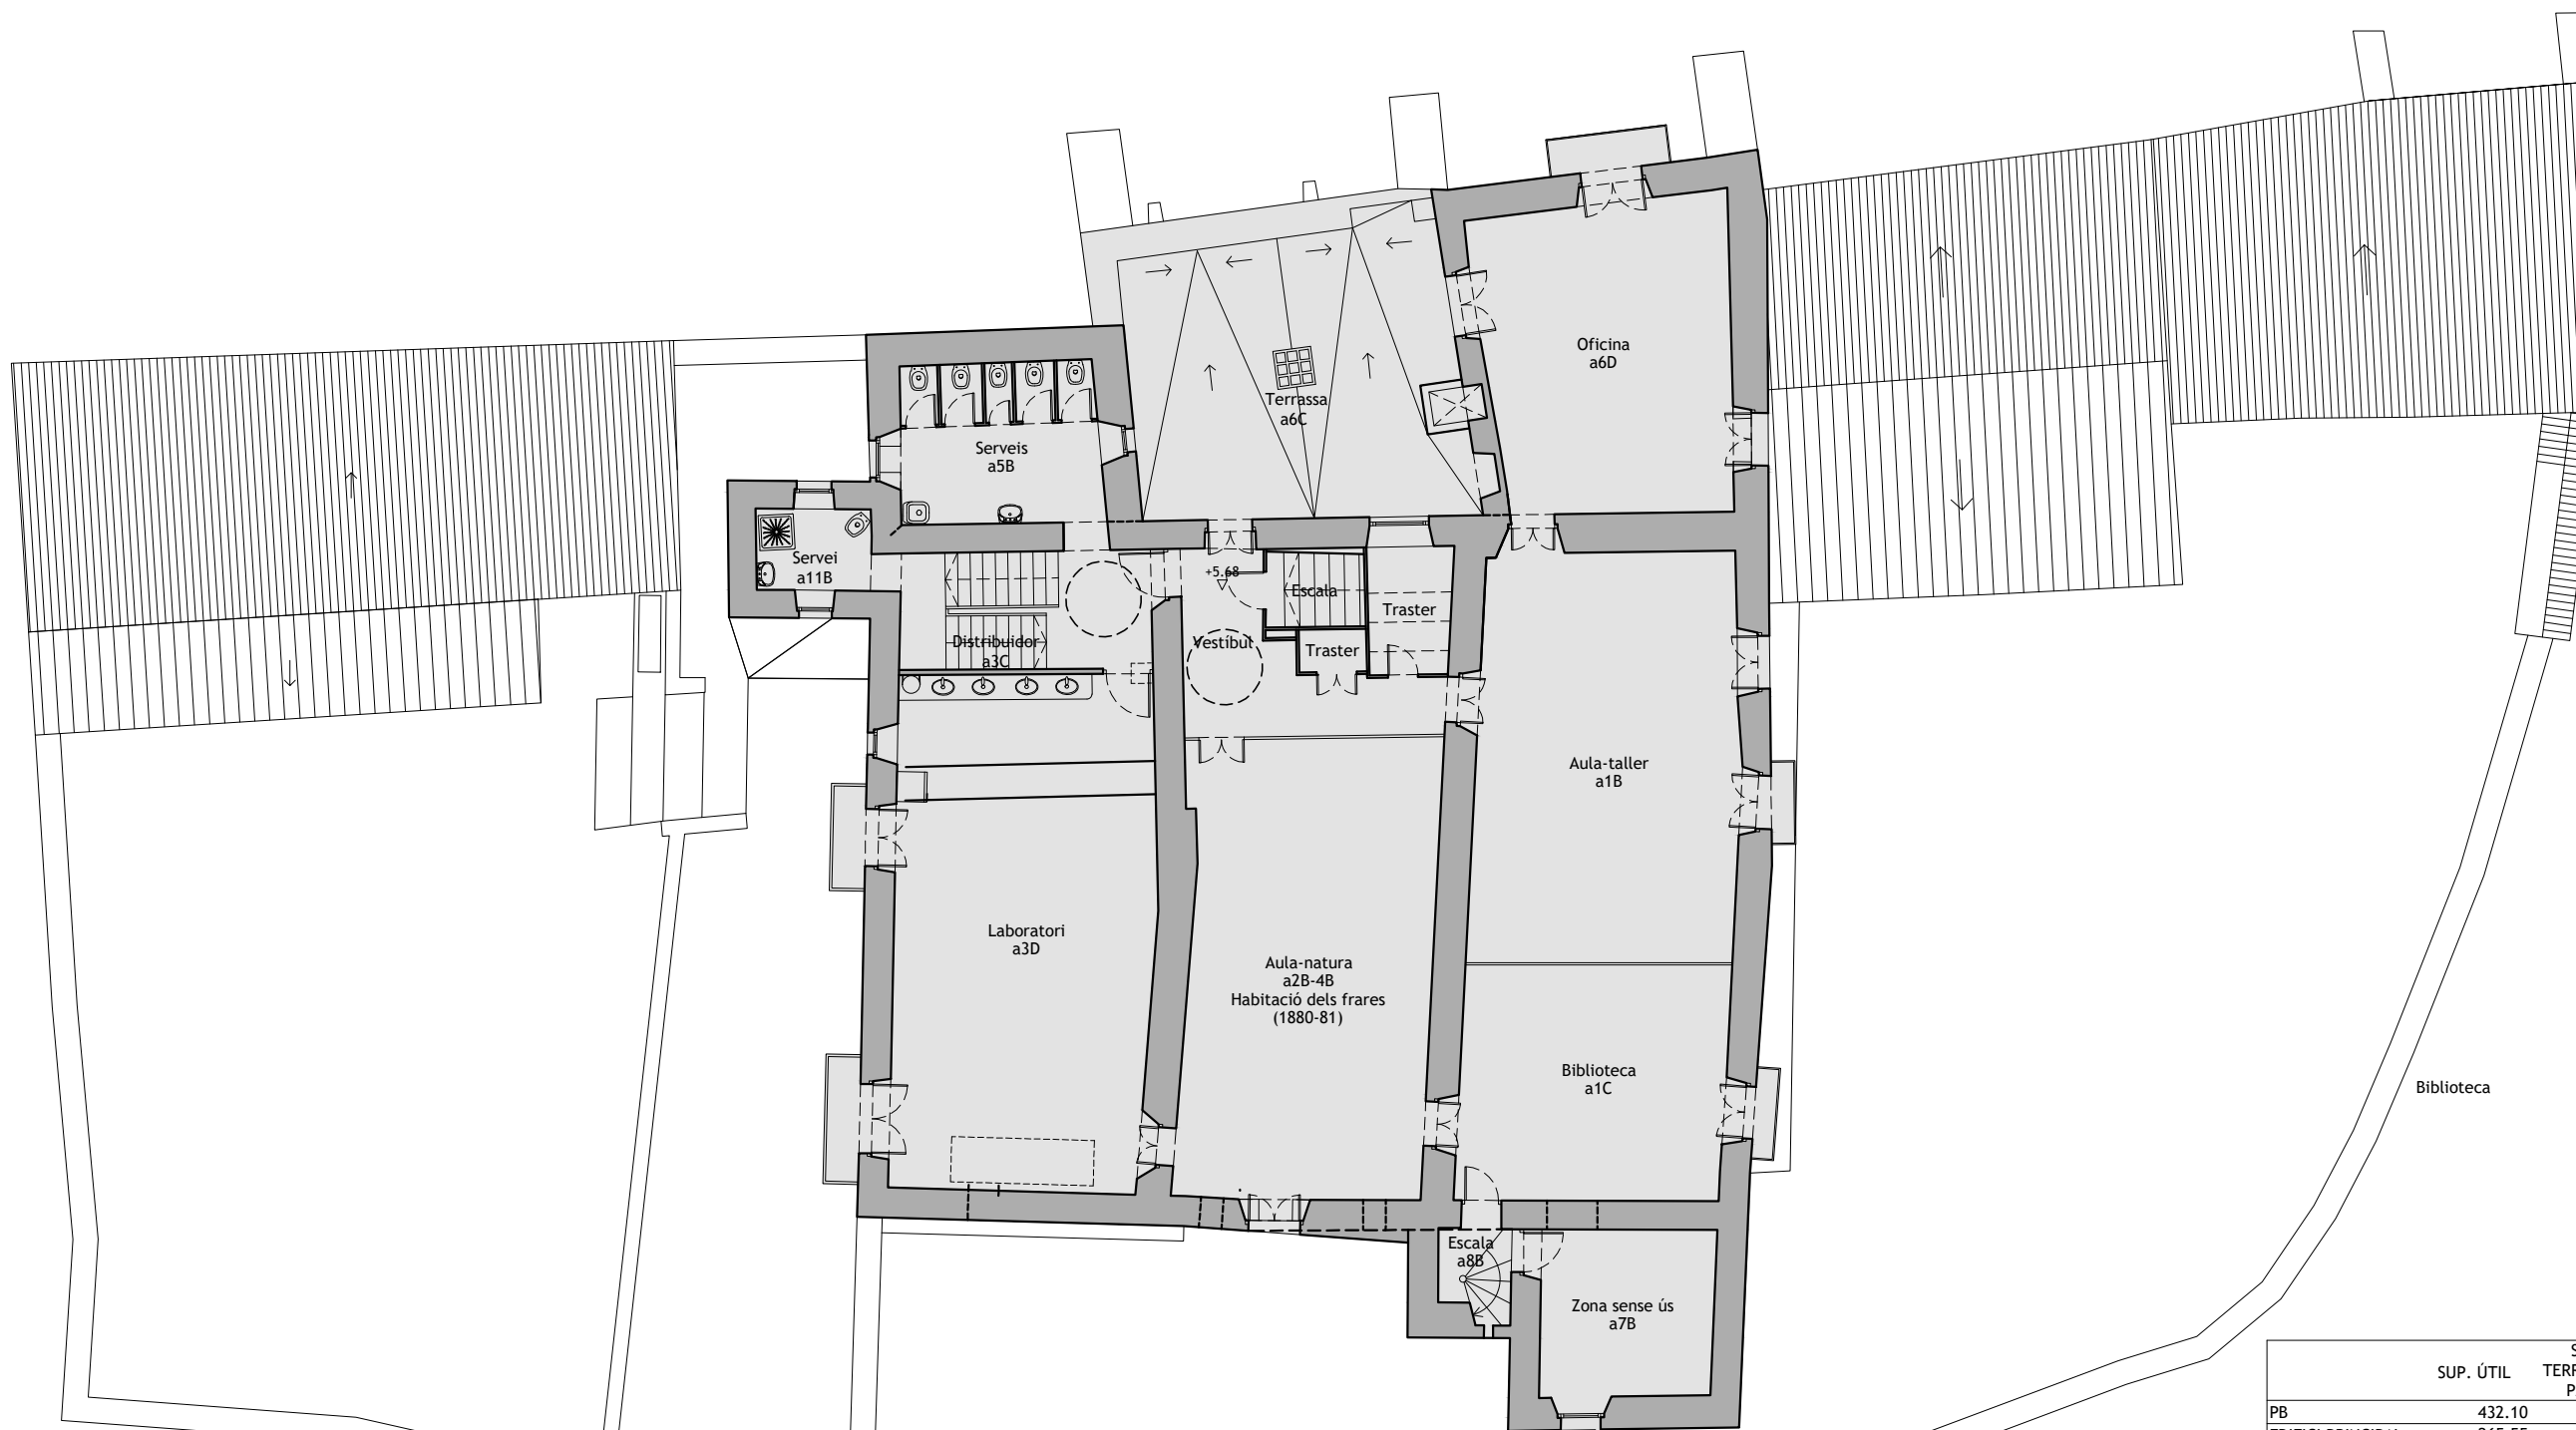 Oficina
a6D
Terrassa
a6C
Serveis
a5B
Servei
a11B
+5.68
Escala
Traster
Distribuidor
a3C
Vestíbul
Traster
Aula-taller
a1B
Laboratori
a3D
Aula-natura
a2B-4B
Habitació dels frares
(1880-81)
Biblioteca
a1C
Biblioteca
Escala
a8B
Zona sense ús
a7B
SUP. ÚTIL
PB 432.10